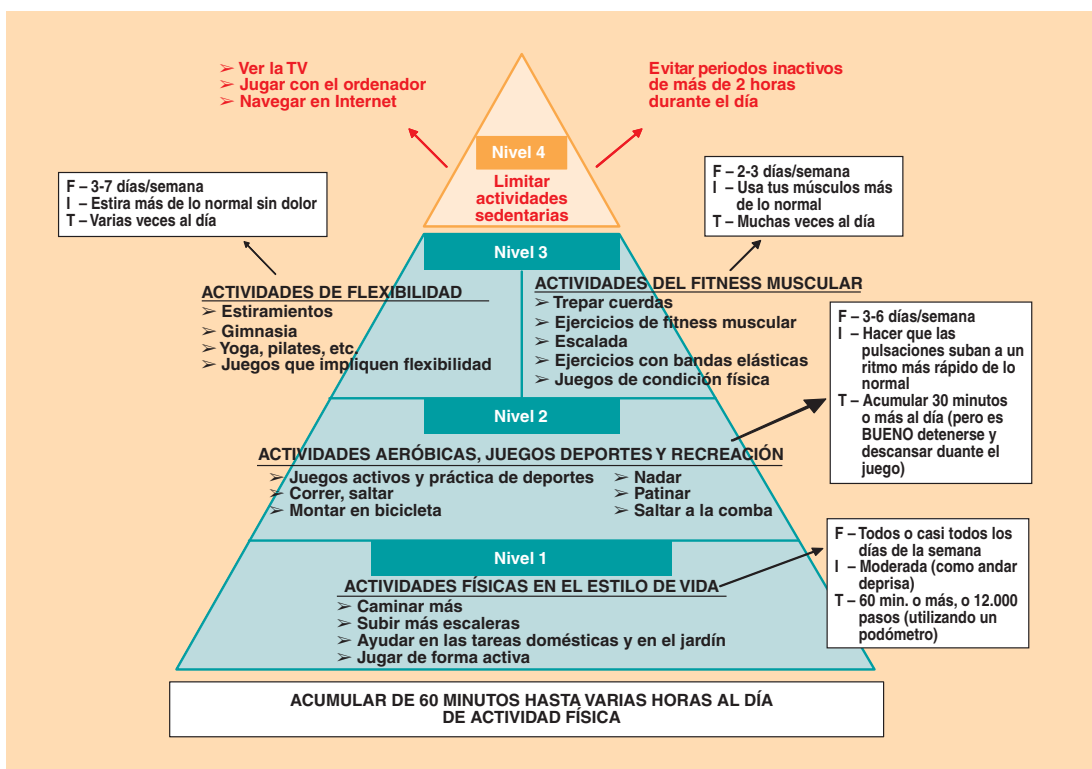 ➢ Ver la TV
➢ Jugar con el ordenador
➢ Navegar en Internet
Evitar periodos inactivos
de más de 2 horas
durante el día
Nivel 4
Limitar
actividades
sedentarias
F – 3-7 días/semana
I – Estira más de lo normal sin dolor
T – Varias veces al día
F – 2-3 días/semana
I – Usa tus músculos más
de lo normal
T – Muchas veces al día
Nivel 3
ACTIVIDADES DE FLEXIBILIDAD
➢ Estiramientos
➢ Gimnasia
➢ Yoga, pilates, etc.
➢ Juegos que impliquen flexibilidad
ACTIVIDADES DEL FITNESS MUSCULAR
➢ Trepar cuerdas
➢ Ejercicios de fitness muscular
➢ Escalada
➢ Ejercicios con bandas elásticas
➢ Juegos de condición física
F – 3-6 días/semana
I – Hacer que las
pulsaciones suban a un
ritmo más rápido de lo
normal
T – Acumular 30 minutos
o más al día (pero es
BUENO detenerse y
descansar duante el
juego)
Nivel 2
ACTIVIDADES AERÓBICAS, JUEGOS DEPORTES Y RECREACIÓN
➢ Juegos activos y práctica de deportes
➢ Correr, saltar
➢ Montar en bicicleta
➢ Nadar
➢ Patinar
➢ Saltar a la comba
Nivel 1
ACTIVIDADES FÍSICAS EN EL ESTILO DE VIDA
➢ Caminar más
➢ Subir más escaleras
➢ Ayudar en las tareas domésticas y en el jardín
➢ Jugar de forma activa
F – Todos o casi todos los
días de la semana
I – Moderada (como andar
deprisa)
T – 60 min. o más, o 12.000
pasos (utilizando un
podómetro)
ACUMULAR DE 60 MINUTOS HASTA VARIAS HORAS AL DÍA
DE ACTIVIDAD FÍSICA